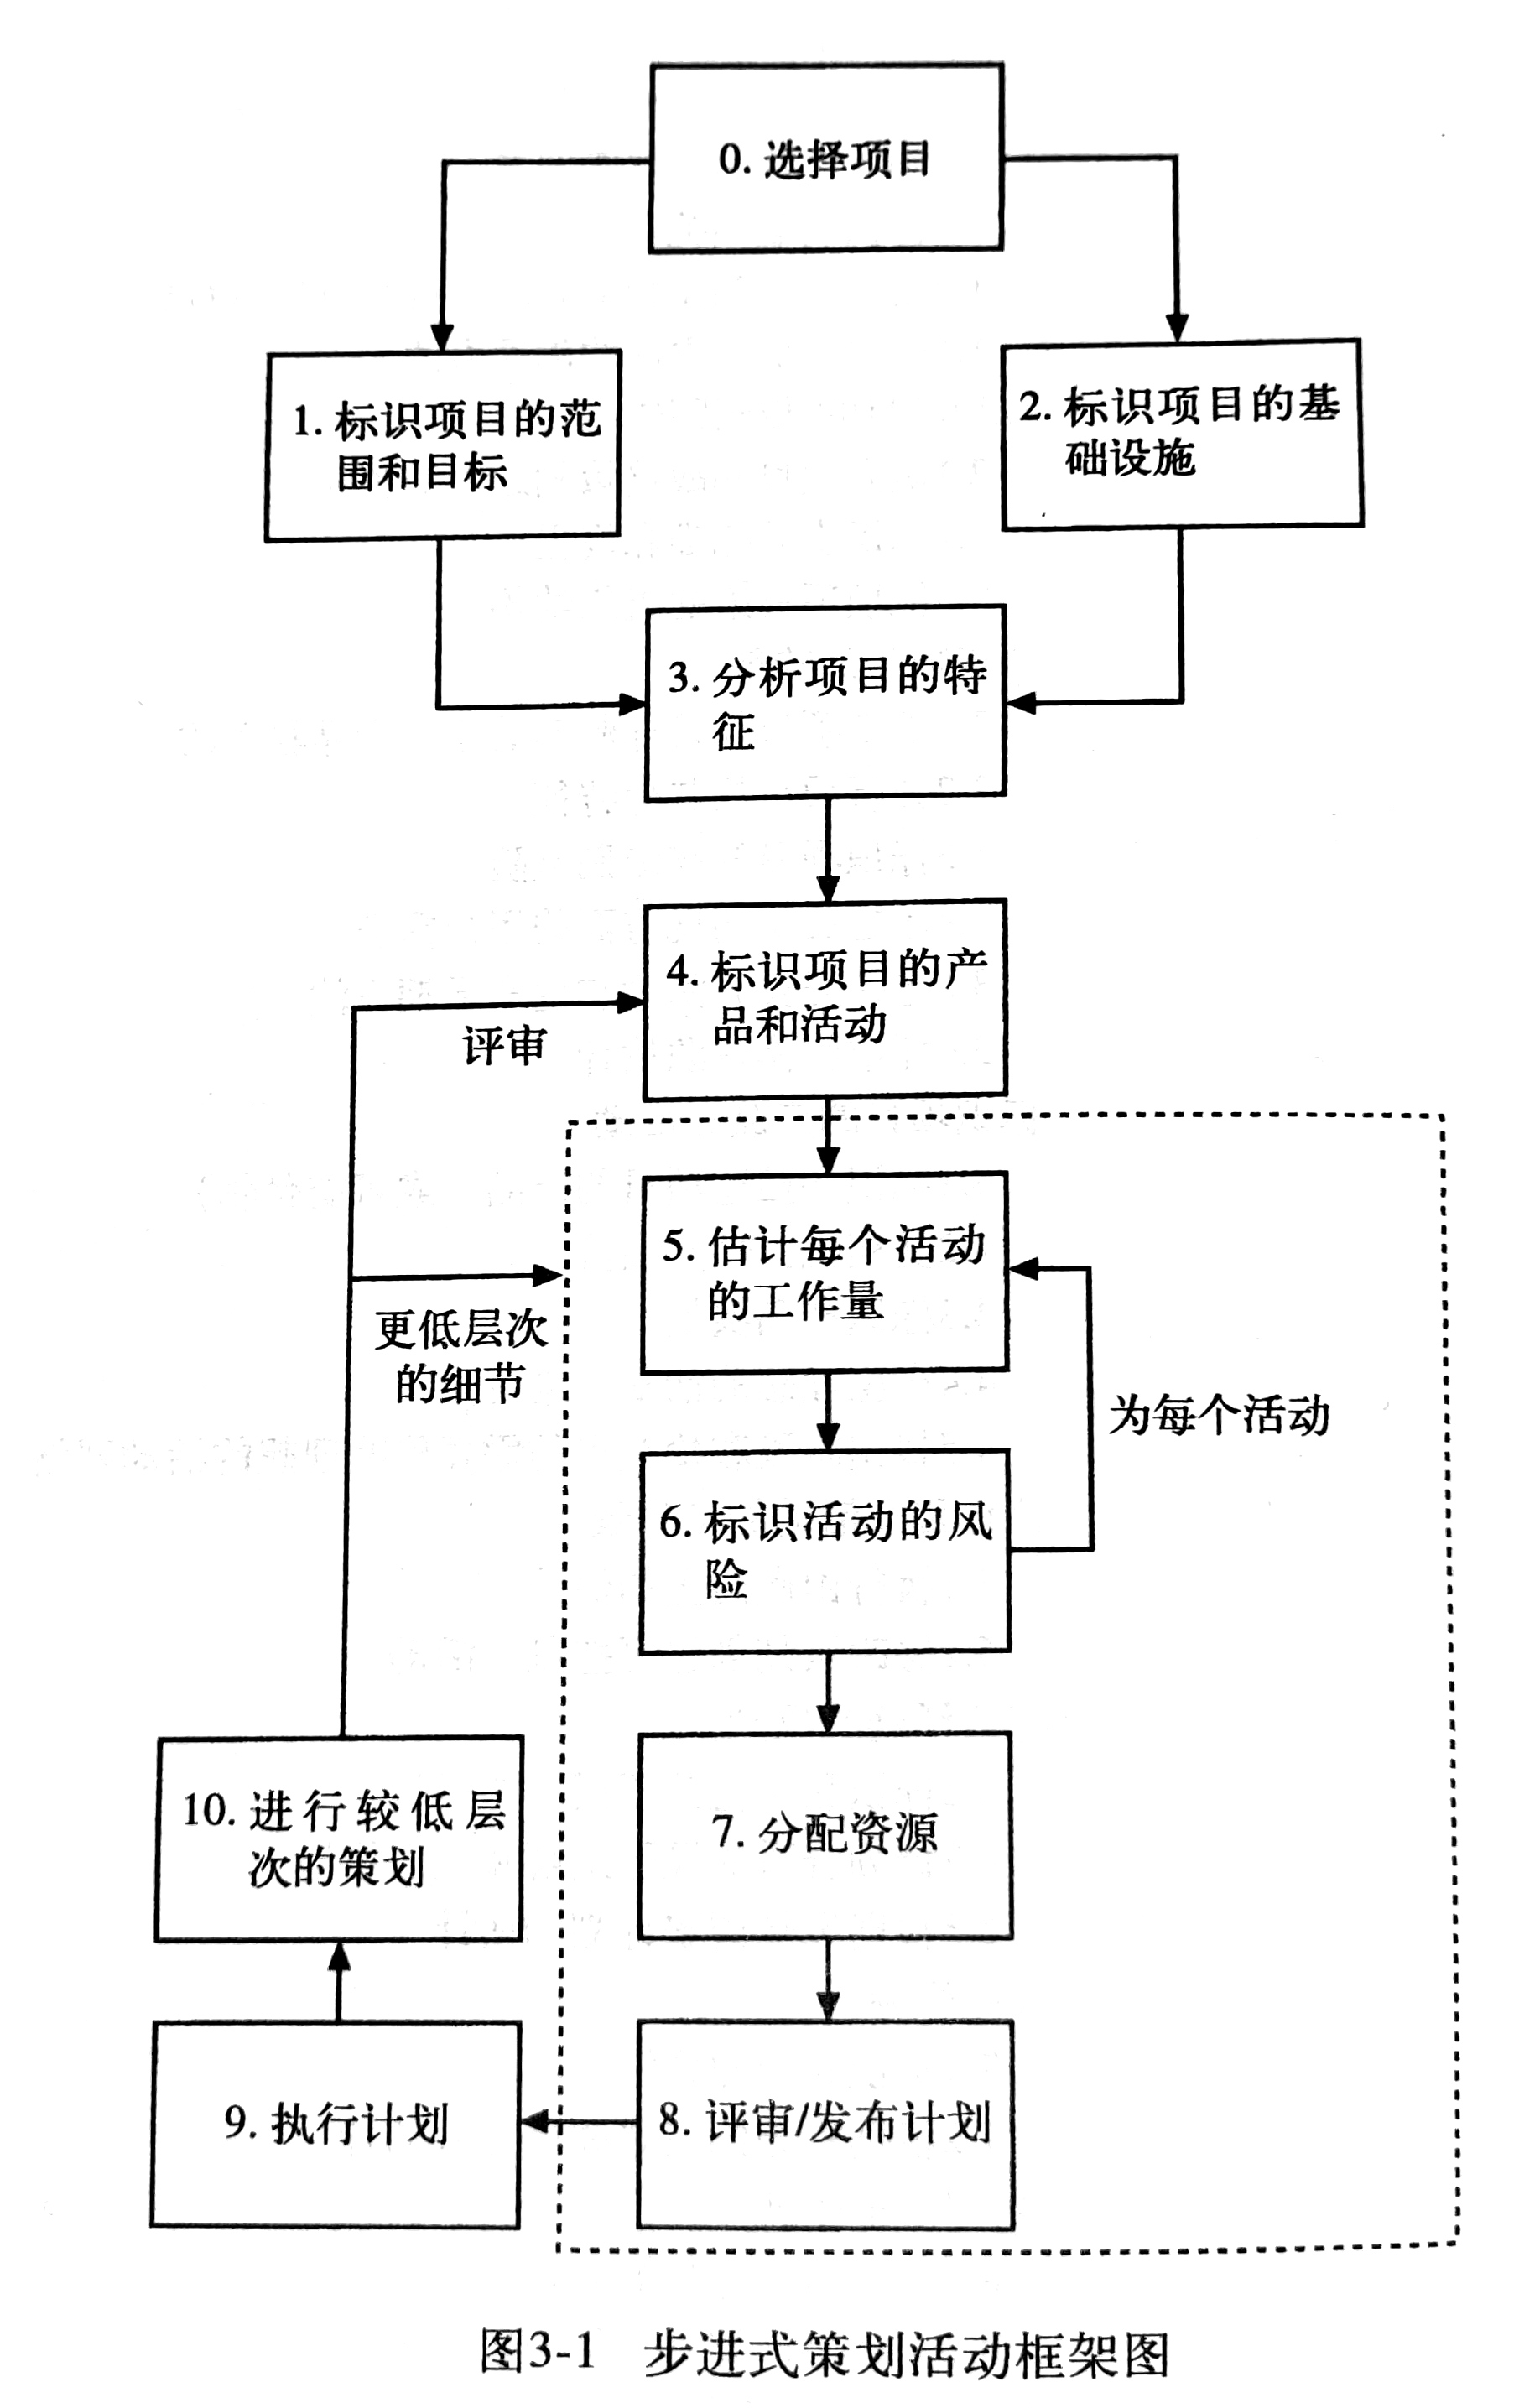 0. 选择项目
1. 标识项目的范
围和目标
2. 标识项目的基
础设施
3. 分析项目的特
征
4. 标识项目的产
品和活动
评审
5. 估计每个活动
的工作量
更低层次
的细节
为每个活动
6. 标识活动的风
险
7. 分配资源
10. 进行较低层
次的策划
8. 评审/发布计划
9. 执行计划
图3-1 步进式策划活动框架图